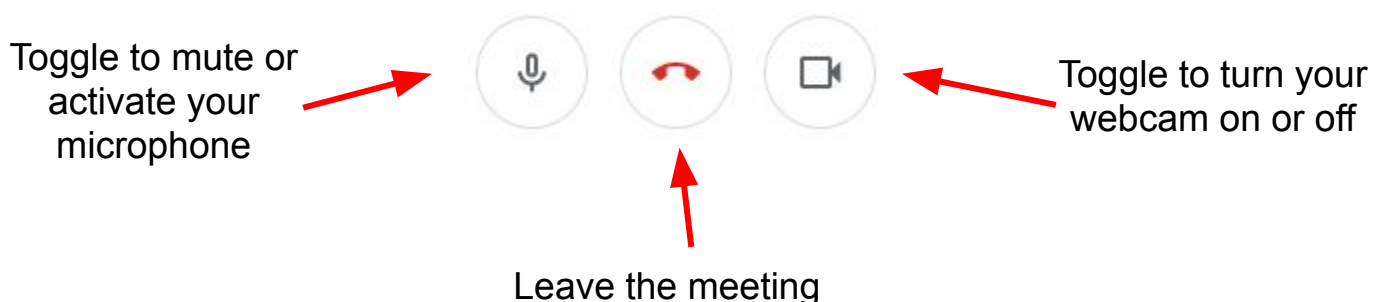 Toggle to mute or
activate your
microphone
Toggle to turn your
webcam on or off
Leave the meeting